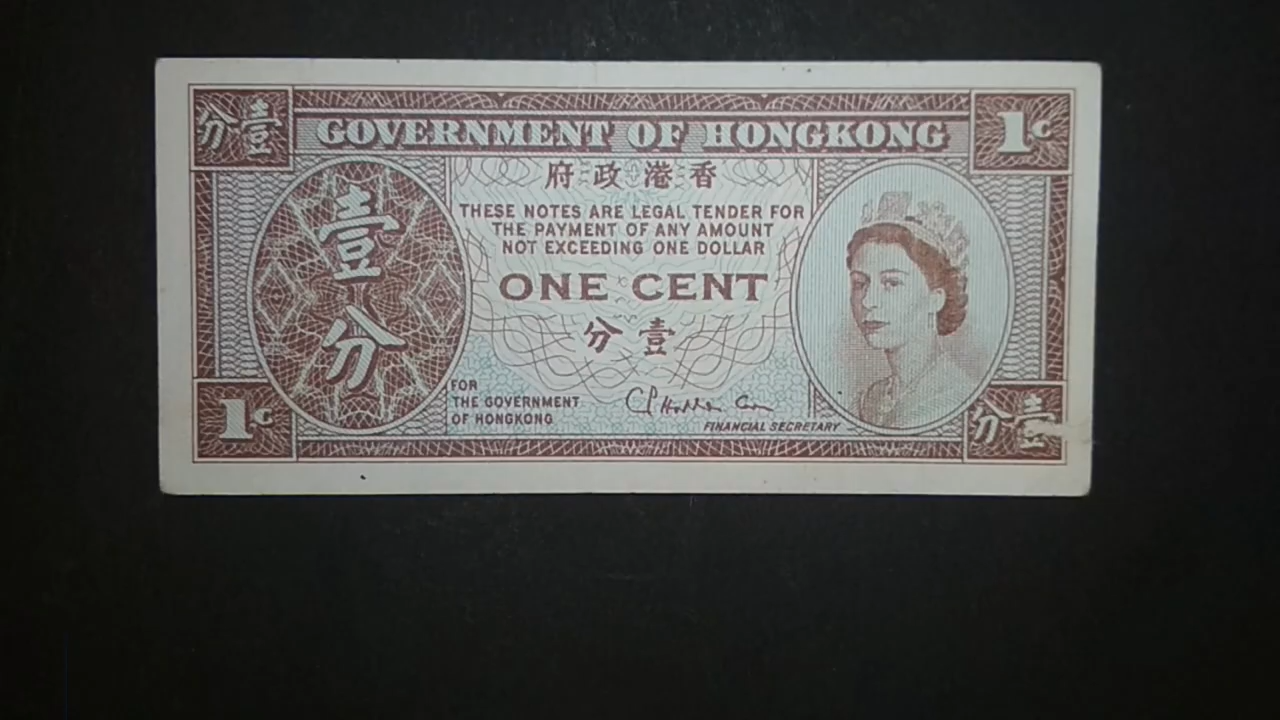 分壹
GOVERNMENT OF HONGKONG
1c
府政港香
THESE NOTES ARE LEGAL TENDER FOR
THE PAYMENT OF ANY AMOUNT
NOT EXCEEDING ONE DOLLAR
壹
分
ONE CENT
分壹
FOR
THE GOVERNMENT
OF HONGKONG
FINANCIAL SECRETARY
1c
分壹